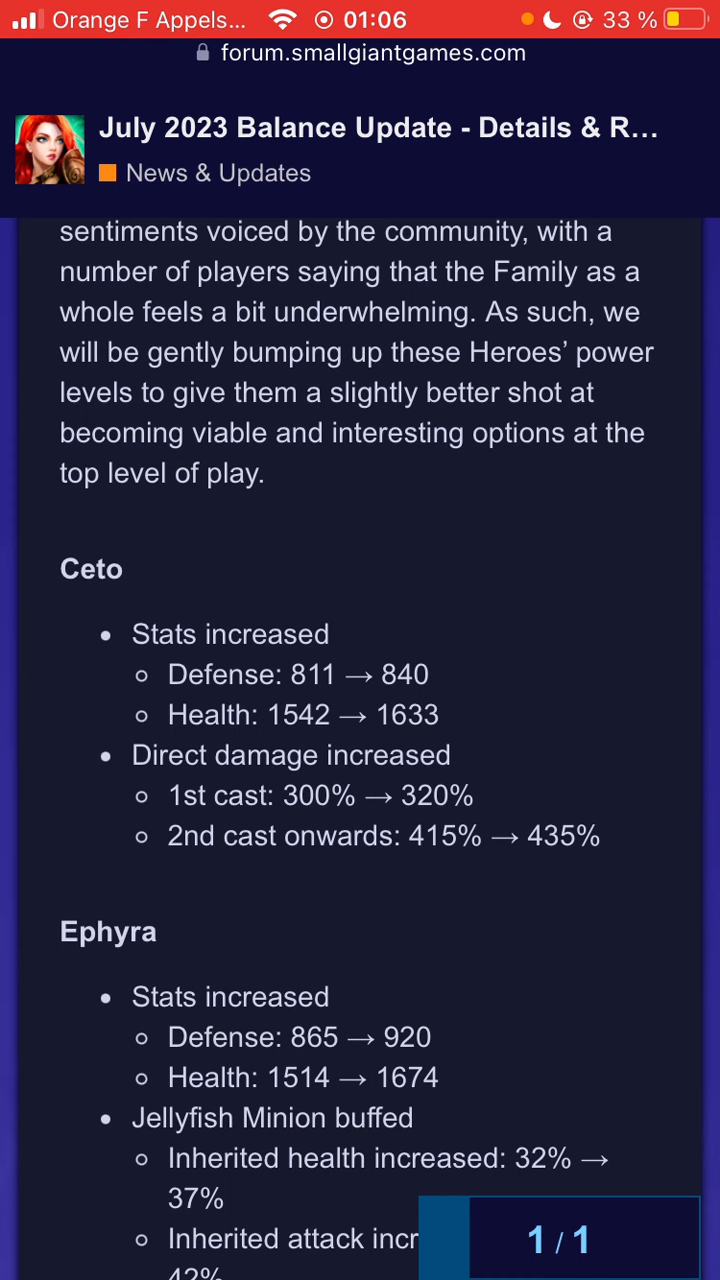 Orange F Appels... 01:06 33 %
forum.smallgiantgames.com
July 2023 Balance Update - Details & R...
News & Updates
sentiments voiced by the community, with a
number of players saying that the Family as a
whole feels a bit underwhelming. As such, we
will be gently bumping up these Heroes’ power
levels to give them a slightly better shot at
becoming viable and interesting options at the
top level of play.
Ceto
• Stats increased
◦ Defense: 811 → 840
◦ Health: 1542 → 1633
• Direct damage increased
◦ 1st cast: 300% → 320%
◦ 2nd cast onwards: 415% → 435%
Ephyra
• Stats increased
◦ Defense: 865 → 920
◦ Health: 1514 → 1674
• Jellyfish Minion buffed
◦ Inherited health increased: 32% →
37%
◦ Inherited attack incr
42%
1 / 1